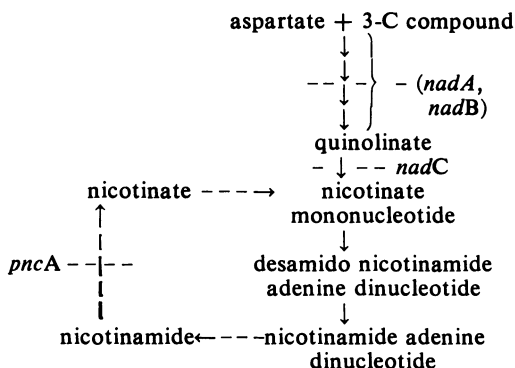 aspartate + 3-C compound
(nadA,
nadB)
quinolinate
nadC
nicotinate
nicotinate
mononucleotide
pncA
desamido nicotinamide
adenine dinucleotide
nicotinamide
nicotinamide adenine
dinucleotide